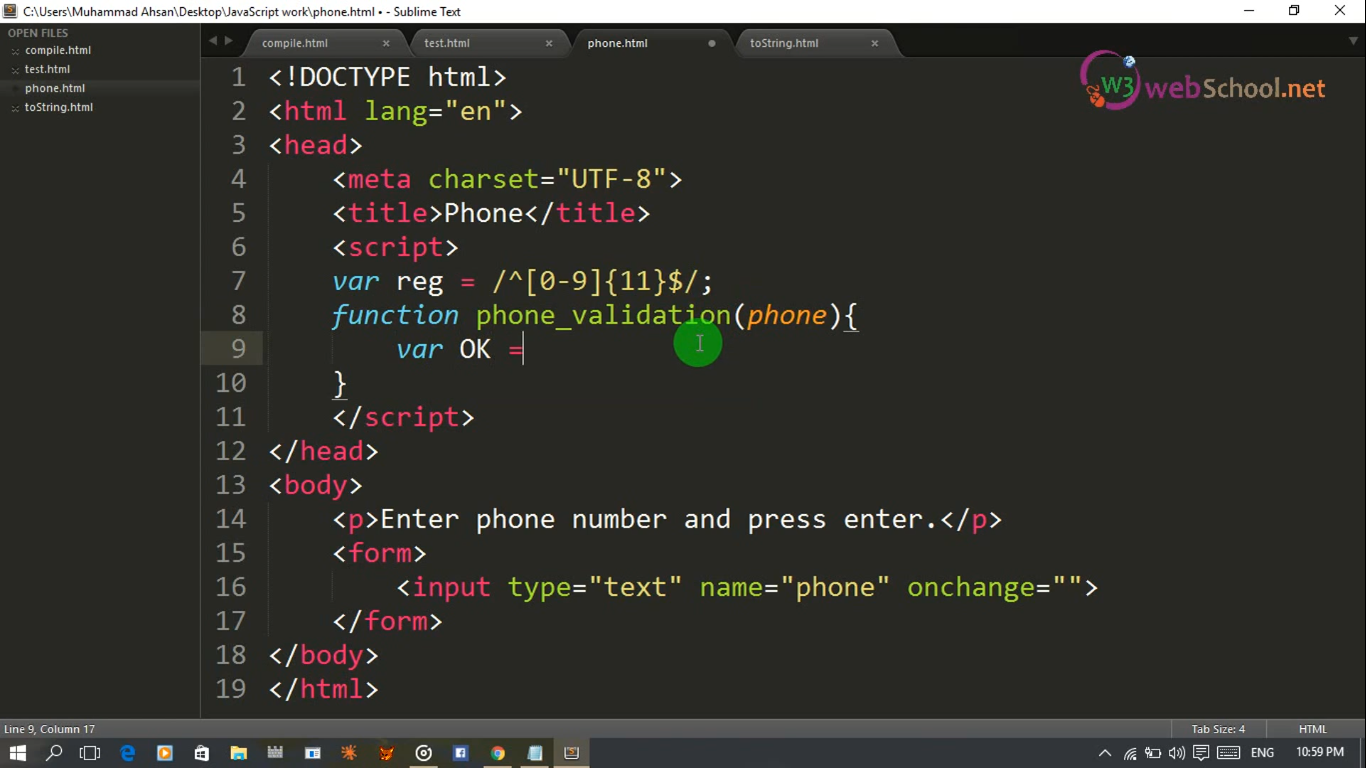 C:\Users\Muhammad Ahsan\Desktop\JavaScript work\phone.html • - Sublime Text
OPEN FILES
compile.html
test.html
phone.html
toString.html
compile.html × test.html × phone.html toString.html ×
W3 webSchool.net
1 <!DOCTYPE html>
2 <html lang="en">
3 <head>
4 <meta charset="UTF-8">
5 <title>Phone</title>
6 <script>
7 var reg = /^[0-9]{11}$/;
8 function phone_validation(phone){
9 var OK =
10 }
11 </script>
12 </head>
13 <body>
14 <p>Enter phone number and press enter.</p>
15 <form>
16 <input type="text" name="phone" onchange="">
17 </form>
18 </body>
19 </html>
Line 9, Column 17 Tab Size: 4 HTML
ENG 10:59 PM